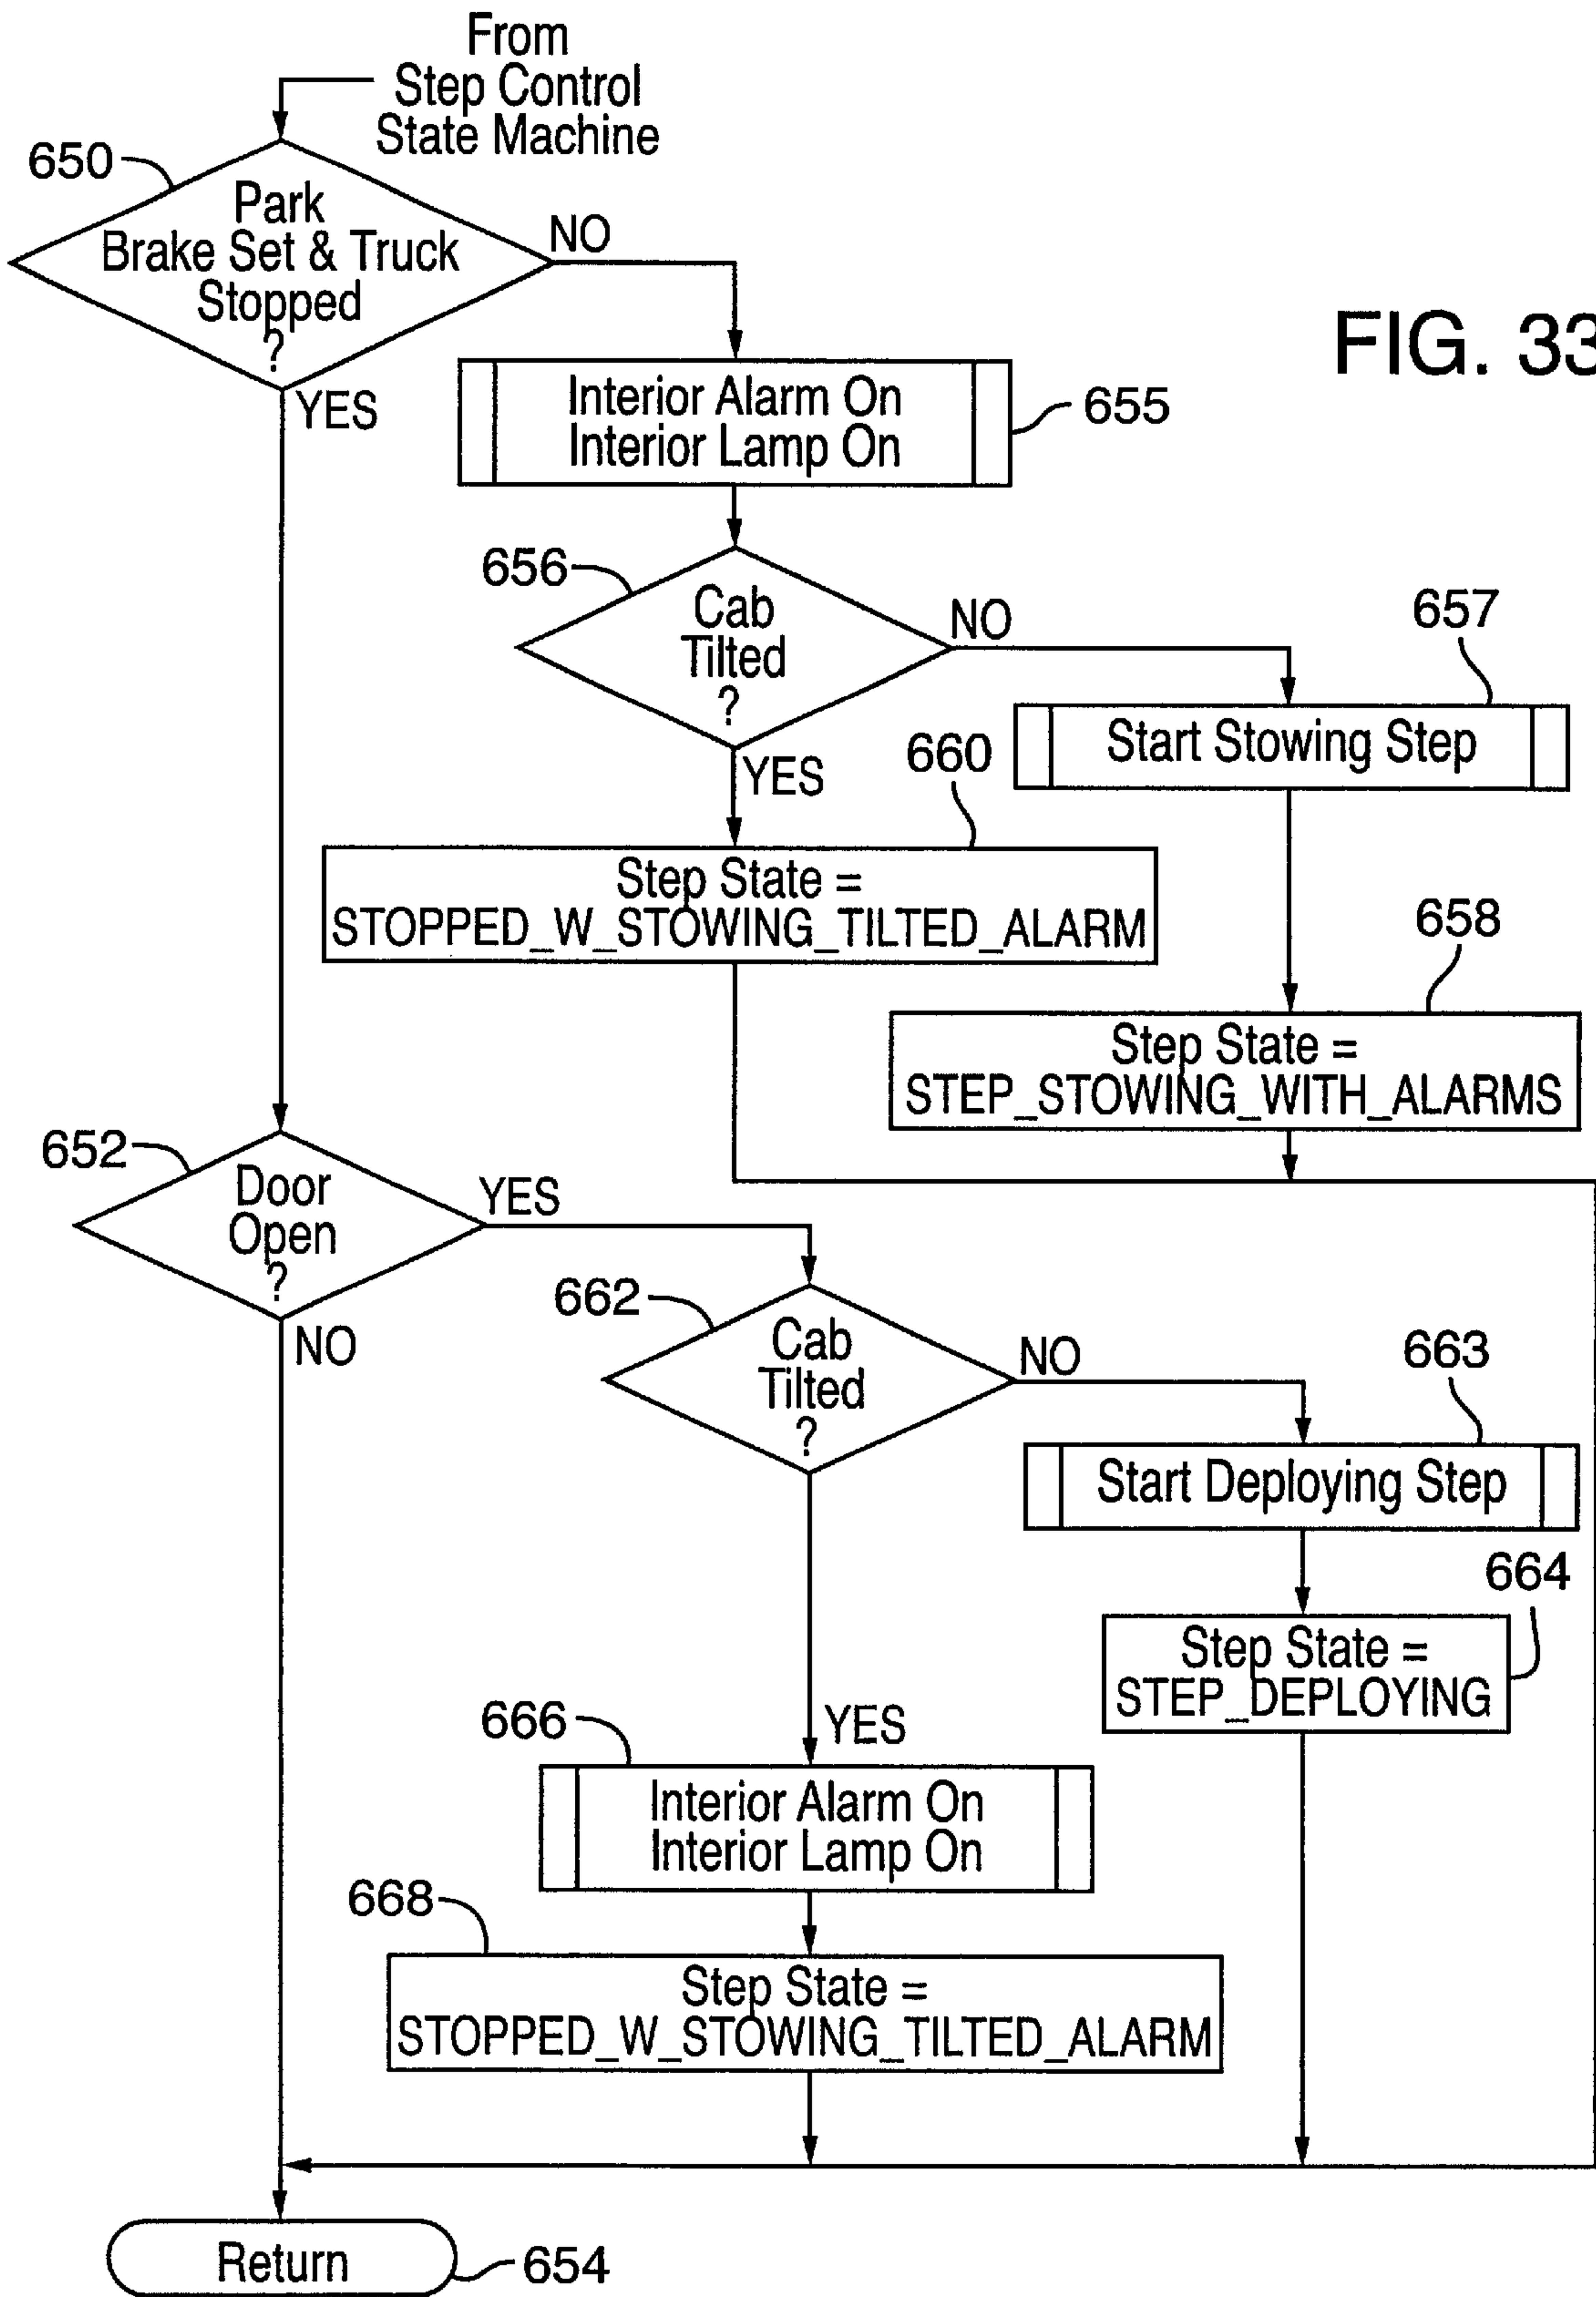 From
Step Control
State Machine
650
Park
Brake Set & Truck
Stopped
?
NO
YES
FIG. 33
Interior Alarm On
Interior Lamp On
655
656
Cab
Tilted
?
NO
YES
657
Start Stowing Step
660
Step State =
STOPPED_W_STOWING_TILTED_ALARM
658
Step State =
STEP_STOWING_WITH_ALARMS
652
Door
Open
?
YES
NO
662
Cab
Tilted
?
NO
YES
663
Start Deploying Step
664
Step State =
STEP_DEPLOYING
666
Interior Alarm On
Interior Lamp On
668
Step State =
STOPPED_W_STOWING_TILTED_ALARM
Return
654